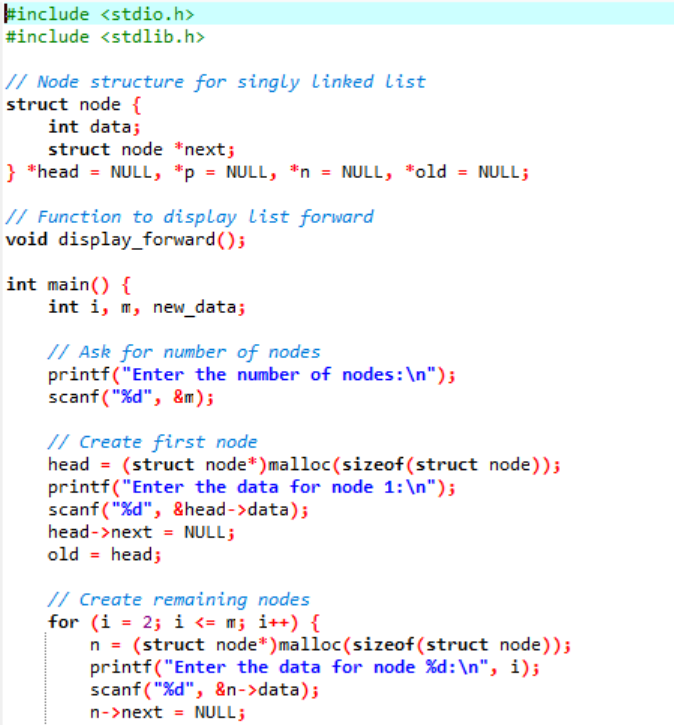 #include <stdio.h>
#include <stdlib.h>
// Node structure for singly linked list
struct node {
int data;
struct node *next;
} *head = NULL, *p = NULL, *n = NULL, *old = NULL;
// Function to display list forward
void display_forward();
int main() {
int i, m, new_data;
// Ask for number of nodes
printf("Enter the number of nodes:\n");
scanf("%d", &m);
// Create first node
head = (struct node*)malloc(sizeof(struct node));
printf("Enter the data for node 1:\n");
scanf("%d", &head->data);
head->next = NULL;
old = head;
// Create remaining nodes
for (i = 2; i <= m; i++) {
n = (struct node*)malloc(sizeof(struct node));
printf("Enter the data for node %d:\n", i);
scanf("%d", &n->data);
n->next = NULL;